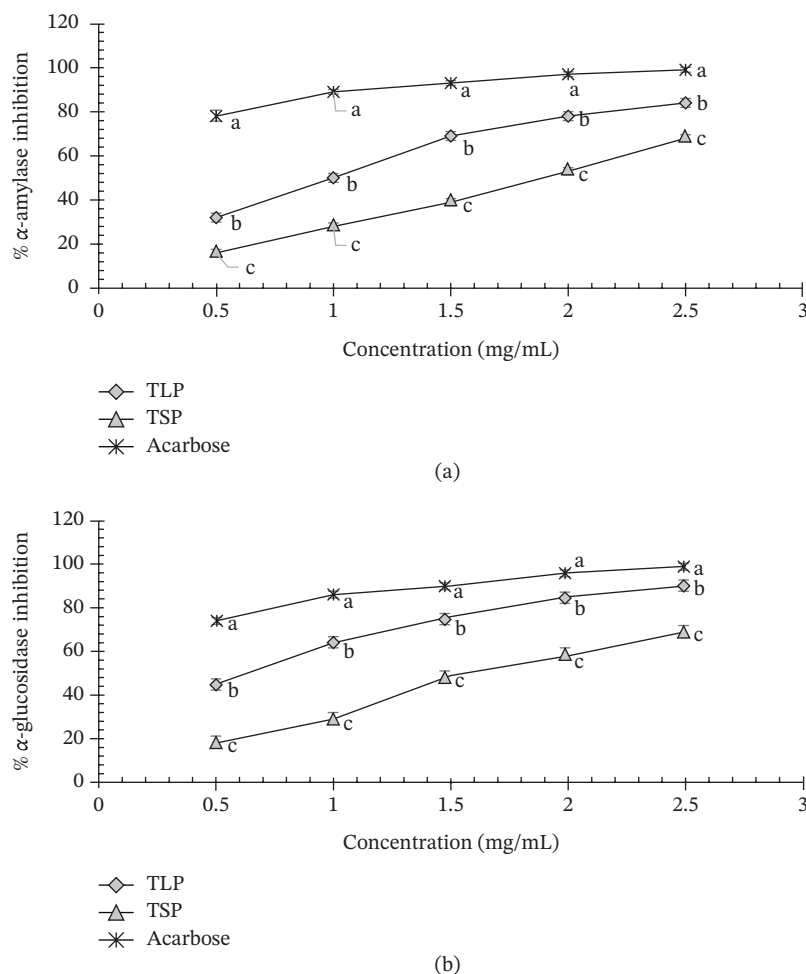 120
100
80
60
40
20
0
% α-amylase inhibition
a
a
a
a
a
b
b
b
b
b
c
c
c
c
c
0 0.5 1 1.5 2 2.5 3
Concentration (mg/mL)
TLP
TSP
Acarbose
(a)
120
100
80
60
40
20
0
% α-glucosidase inhibition
a
a
a
a
a
b
b
b
b
b
c
c
c
c
c
0 0.5 1 1.5 2 2.5 3
Concentration (mg/mL)
TLP
TSP
Acarbose
(b)